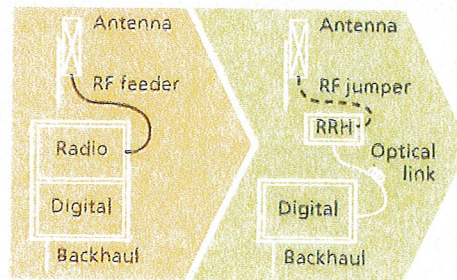 Antenna
RF feeder
Radio
Digital
Backhaul
Antenna
RF jumper
RRH
Optical
link
Digital
Backhaul